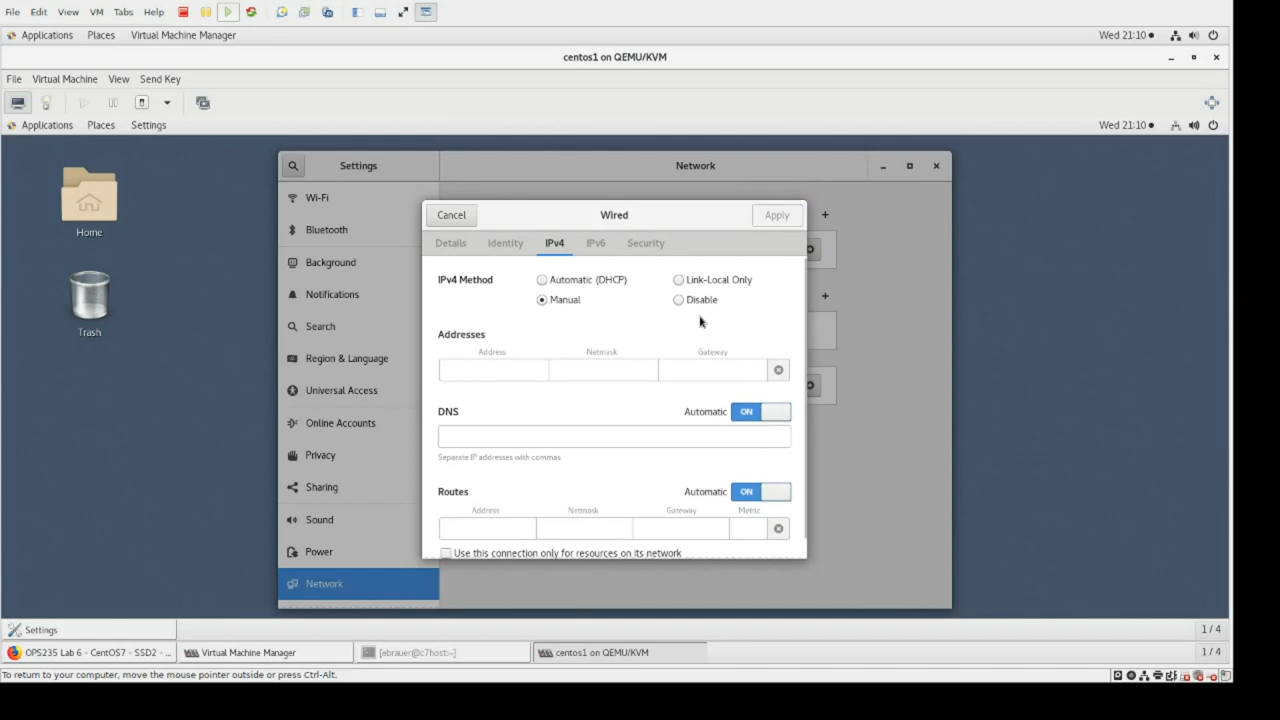 File Edit View VM Tabs Help
Applications Places Virtual Machine Manager Wed 21:10
centos1 on QEMU/KVM
File Virtual Machine View Send Key
Applications Places Settings Wed 21:10
Settings Network
Home
Trash
Wi-Fi
Bluetooth
Background
Notifications
Search
Region & Language
Universal Access
Online Accounts
Privacy
Sharing
Sound
Power
Network
Cancel Wired Apply
Details Identity IPv4 IPv6 Security
IPv4 Method Automatic (DHCP) Link-Local Only
Manual Disable
Addresses
Address Netmask Gateway
DNS Automatic ON
Separate IP addresses with commas
Routes Automatic ON
Address Netmask Gateway Metric
Use this connection only for resources on its network
Settings 1 / 4
OPS235 Lab 6 - CentOS7 - SSD2 - ... Virtual Machine Manager [ebrauer@c7host:~] centos1 on QEMU/KVM 1 / 4
To return to your computer, move the mouse pointer outside or press Ctrl-Alt.